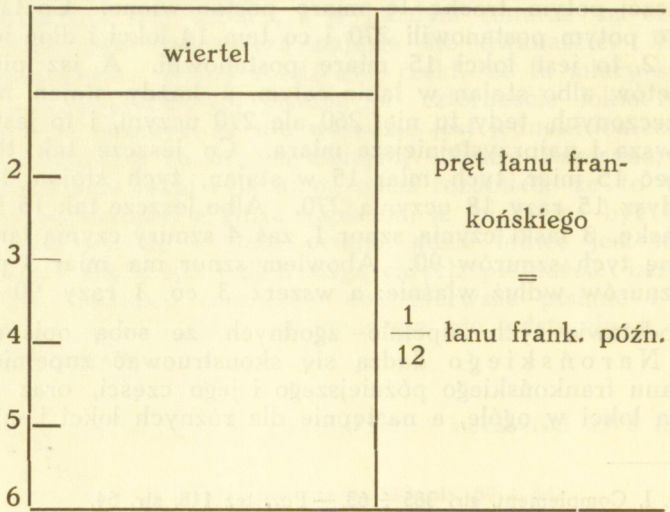 wiertel
2
pręt łanu fran-
końskiego
3
=
1/12 łanu frank. późn.
4
5
6